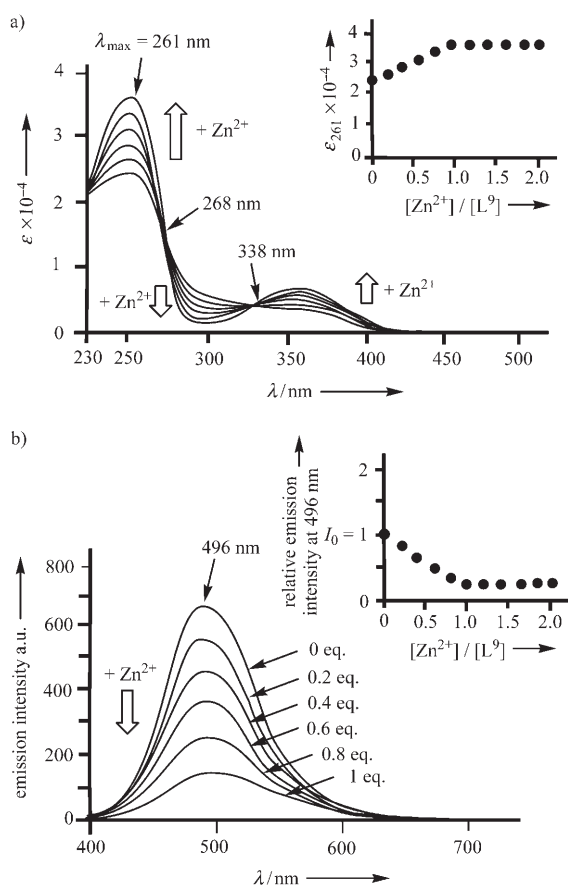 a)
λmax = 261 nm
+ Zn2+
268 nm
338 nm
+ Zn2+
+ Zn2+
ε ×10-4
4
3
2
1
0
230 250 300 350 400 450 500
λ/nm
ε261 ×10-4
4
3
2
0
0 0.5 1.0 1.5 2.0
[Zn2+] / [L9]
b)
496 nm
+ Zn2+
0 eq.
0.2 eq.
0.4 eq.
0.6 eq.
0.8 eq.
1 eq.
emission intensity a.u.
800
600
400
200
0
400 500 600 700
λ/nm
relative emission
intensity at 496 nm
2
I0 = 1
0
0 0.5 1.0 1.5 2.0
[Zn2+] / [L9]